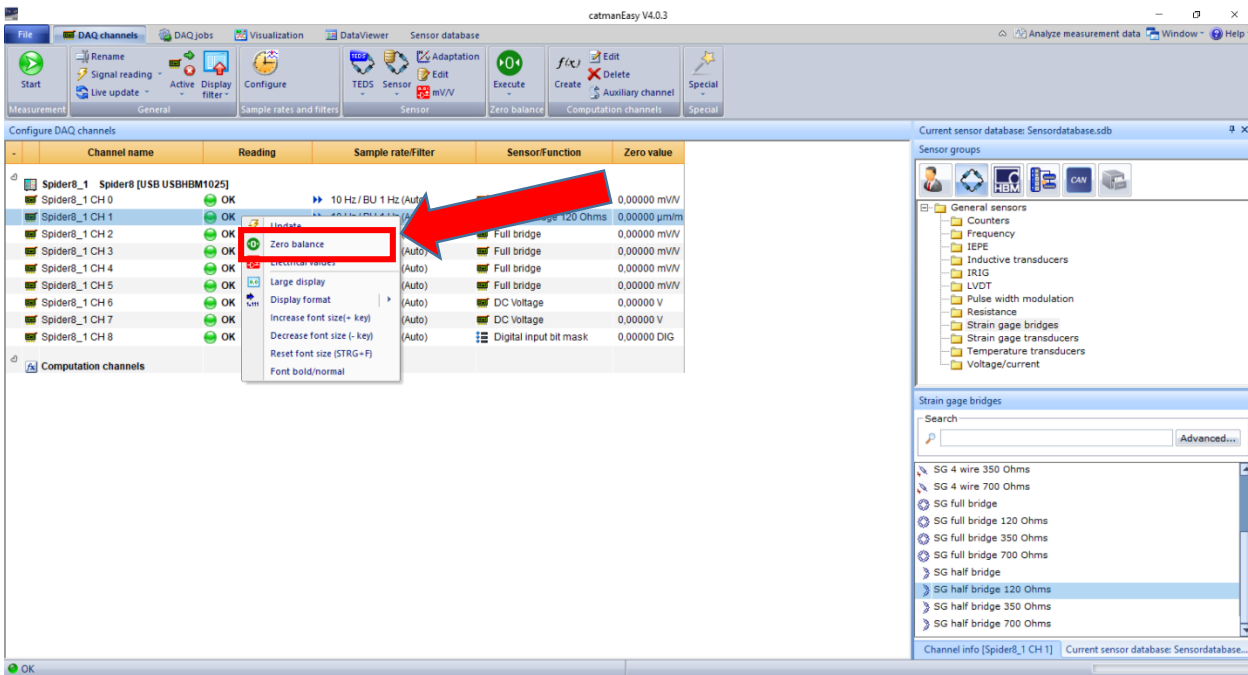 catmanEasy V4.0.3
File DAQ channels DAQ jobs Visualization DataViewer Sensor database Analyze measurement data Window Help
Start
Rename
Signal reading
Live update
Active
Display filter
Configure
TEDS
Sensor
Adaptation
Edit
mV/V
Execute
f(x)
Create
Edit
Delete
Auxiliary channel
Special
Measurement General Sample rates and filters Sensor Zero balance Computation channels Special
Configure DAQ channels
- Channel name Reading Sample rate/Filter Sensor/Function Zero value
Spider8_1 Spider8 [USB USBHBM1025]
Spider8_1 CH 0 OK 10 Hz / BU 1 Hz (Auto) 0,00000 mV/V
Spider8_1 CH 1 OK 120 Ohms 0,00000 µm/m
Spider8_1 CH 2 OK Full bridge 0,00000 mV/V
Spider8_1 CH 3 OK (Auto) Full bridge 0,00000 mV/V
Spider8_1 CH 4 OK (Auto) Full bridge 0,00000 mV/V
Spider8_1 CH 5 OK (Auto) Full bridge 0,00000 mV/V
Spider8_1 CH 6 OK (Auto) DC Voltage 0,00000 V
Spider8_1 CH 7 OK (Auto) DC Voltage 0,00000 V
Spider8_1 CH 8 OK (Auto) Digital input bit mask 0,00000 DIG
fx Computation channels
Update
Zero balance
Electrical values
Large display
Display format
Increase font size(+ key)
Decrease font size (- key)
Reset font size (STRG+F)
Font bold/normal
Current sensor database: Sensordatabase.sdb
Sensor groups
HBM
CAN
General sensors
Counters
Frequency
IEPE
Inductive transducers
IRIG
LVDT
Pulse width modulation
Resistance
Strain gage bridges
Strain gage transducers
Temperature transducers
Voltage/current
Strain gage bridges
Search
Advanced...
SG 4 wire 350 Ohms
SG 4 wire 700 Ohms
SG full bridge
SG full bridge 120 Ohms
SG full bridge 350 Ohms
SG full bridge 700 Ohms
SG half bridge
SG half bridge 120 Ohms
SG half bridge 350 Ohms
SG half bridge 700 Ohms
Channel info [Spider8_1 CH 1] Current sensor database: Sensordatabase...
OK